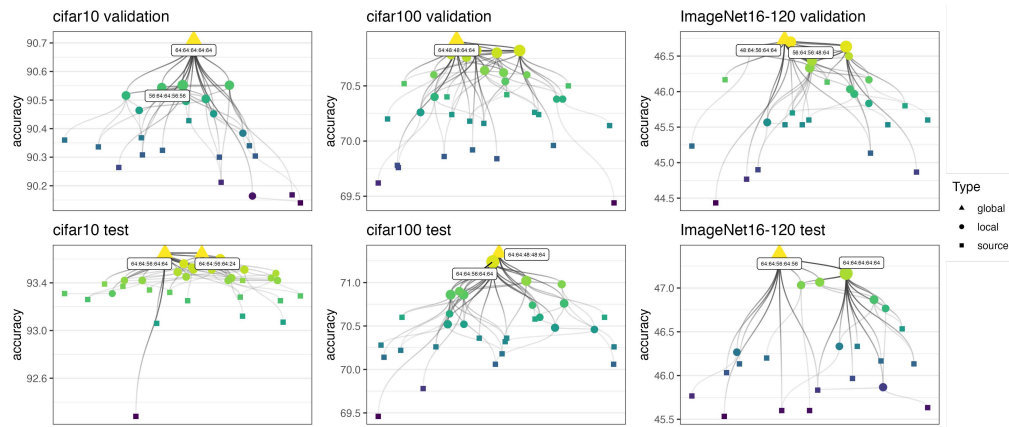 cifar10 validation
accuracy
90.7
90.6
90.5
90.4
90.3
90.2
64:64:64:64:64
56:64:64:56:56
cifar100 validation
accuracy
70.5
70.0
69.5
64:48:48:64:64
ImageNet16-120 validation
accuracy
46.5
46.0
45.5
45.0
44.5
48:64:56:64:64
56:64:56:48:64
cifar10 test
accuracy
93.4
93.0
92.6
64:64:56:64:64
64:64:56:64:24
cifar100 test
accuracy
71.0
70.5
70.0
69.5
64:64:48:48:64
64:64:56:64:64
ImageNet16-120 test
accuracy
47.0
46.5
46.0
45.5
64:64:56:64:56
64:64:64:64:64
Type
global
local
source